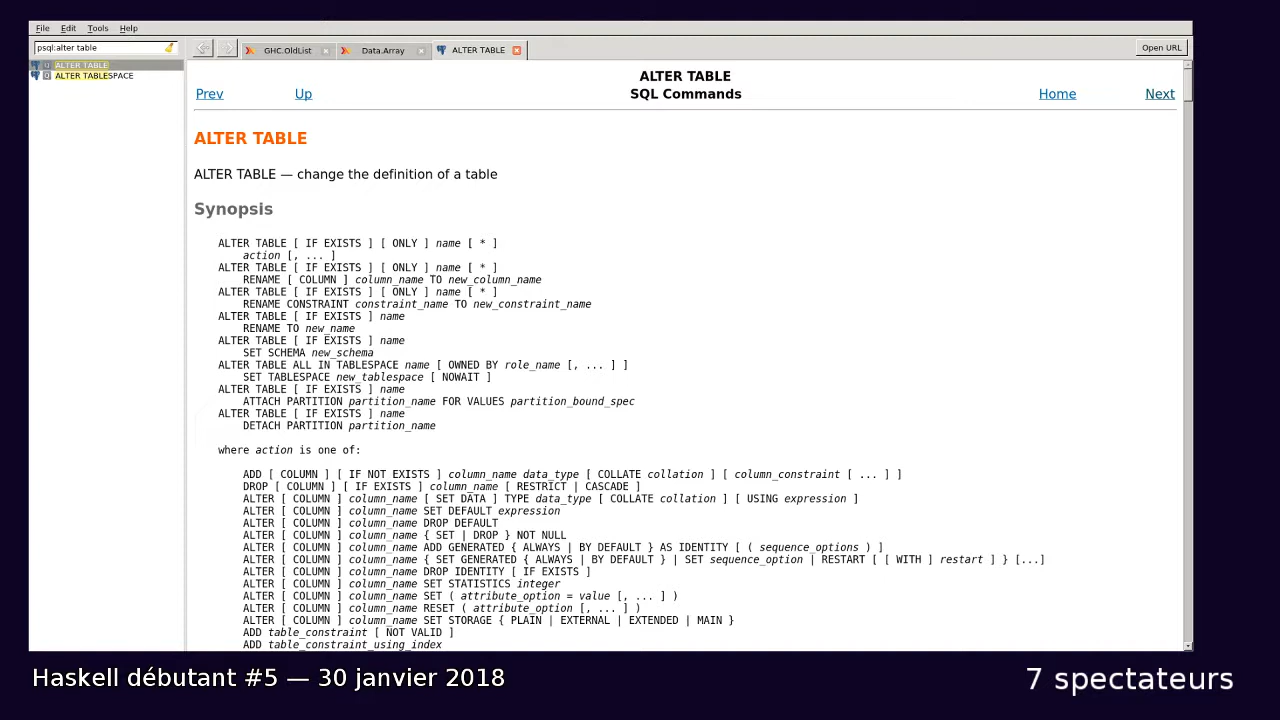 File Edit Tools Help
psql:alter table
GHC.OldList
Data.Array
ALTER TABLE
Open URL
ALTER TABLE
ALTER TABLESPACE
ALTER TABLE
Prev Up SQL Commands Home Next
ALTER TABLE
ALTER TABLE — change the definition of a table
Synopsis
ALTER TABLE [ IF EXISTS ] [ ONLY ] name [ * ]
action [, ... ]
ALTER TABLE [ IF EXISTS ] [ ONLY ] name [ * ]
RENAME [ COLUMN ] column_name TO new_column_name
ALTER TABLE [ IF EXISTS ] [ ONLY ] name [ * ]
RENAME CONSTRAINT constraint_name TO new_constraint_name
ALTER TABLE [ IF EXISTS ] name
RENAME TO new_name
ALTER TABLE [ IF EXISTS ] name
SET SCHEMA new_schema
ALTER TABLE ALL IN TABLESPACE name [ OWNED BY role_name [, ... ] ]
SET TABLESPACE new_tablespace [ NOWAIT ]
ALTER TABLE [ IF EXISTS ] name
ATTACH PARTITION partition_name FOR VALUES partition_bound_spec
ALTER TABLE [ IF EXISTS ] name
DETACH PARTITION partition_name
where action is one of:
ADD [ COLUMN ] [ IF NOT EXISTS ] column_name data_type [ COLLATE collation ] [ column_constraint [ ... ] ]
DROP [ COLUMN ] [ IF EXISTS ] column_name [ RESTRICT | CASCADE ]
ALTER [ COLUMN ] column_name [ SET DATA ] TYPE data_type [ COLLATE collation ] [ USING expression ]
ALTER [ COLUMN ] column_name SET DEFAULT expression
ALTER [ COLUMN ] column_name DROP DEFAULT
ALTER [ COLUMN ] column_name { SET | DROP } NOT NULL
ALTER [ COLUMN ] column_name ADD GENERATED { ALWAYS | BY DEFAULT } AS IDENTITY [ ( sequence_options ) ]
ALTER [ COLUMN ] column_name { SET GENERATED { ALWAYS | BY DEFAULT } | SET sequence_option | RESTART [ [ WITH ] restart ] } [...]
ALTER [ COLUMN ] column_name DROP IDENTITY [ IF EXISTS ]
ALTER [ COLUMN ] column_name SET STATISTICS integer
ALTER [ COLUMN ] column_name SET ( attribute_option = value [, ... ] )
ALTER [ COLUMN ] column_name RESET ( attribute_option [, ... ] )
ALTER [ COLUMN ] column_name SET STORAGE { PLAIN | EXTERNAL | EXTENDED | MAIN }
ADD table_constraint [ NOT VALID ]
ADD table_constraint_using_index
Haskell débutant #5 — 30 janvier 2018
7 spectateurs